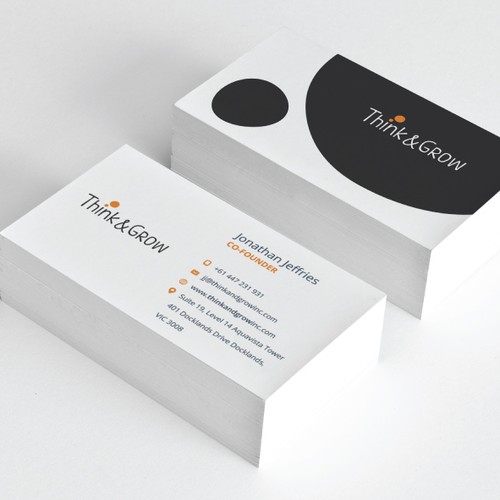 Think & Grow
Think & Grow
Jonathan Jeffries
CO-FOUNDER
+61 447 231 931
jj@thinkandgrowinc.com
www.thinkandgrowinc.com
Suite 19, Level 14 Aquavista Tower
401 Docklands Drive Docklands,
VIC 3008